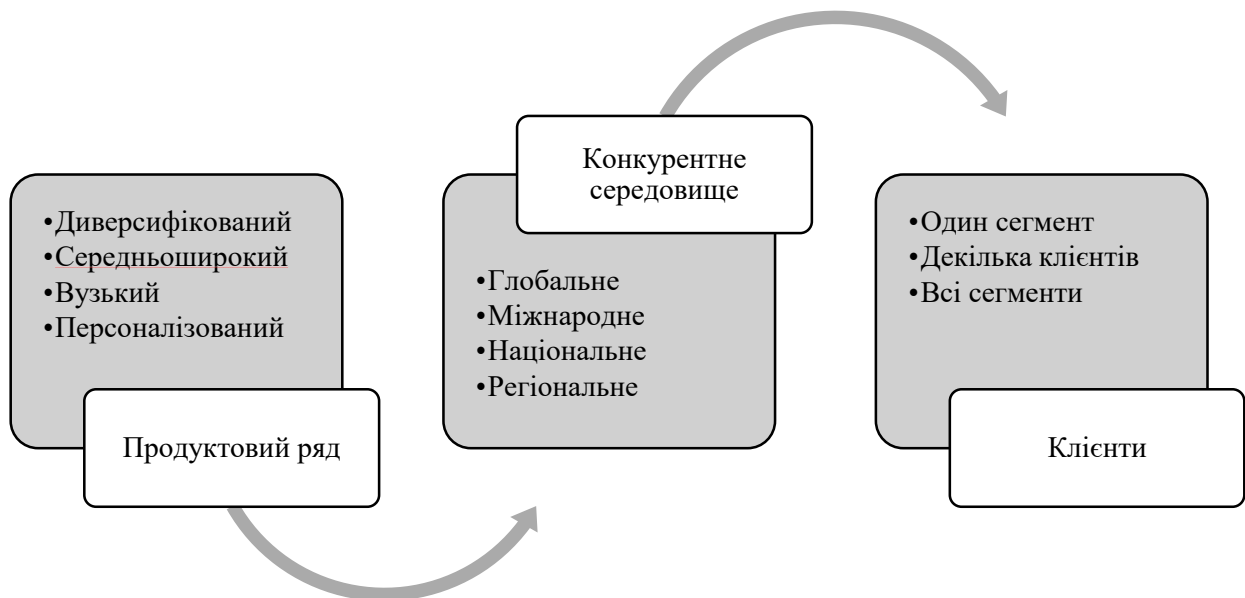 •Диверсифікований
•Середньоширокий
•Вузький
•Персоналізований
Продуктовий ряд
Конкурентне
середовище
•Глобальне
•Міжнародне
•Національне
•Регіональне
•Один сегмент
•Декілька клієнтів
•Всі сегменти
Клієнти